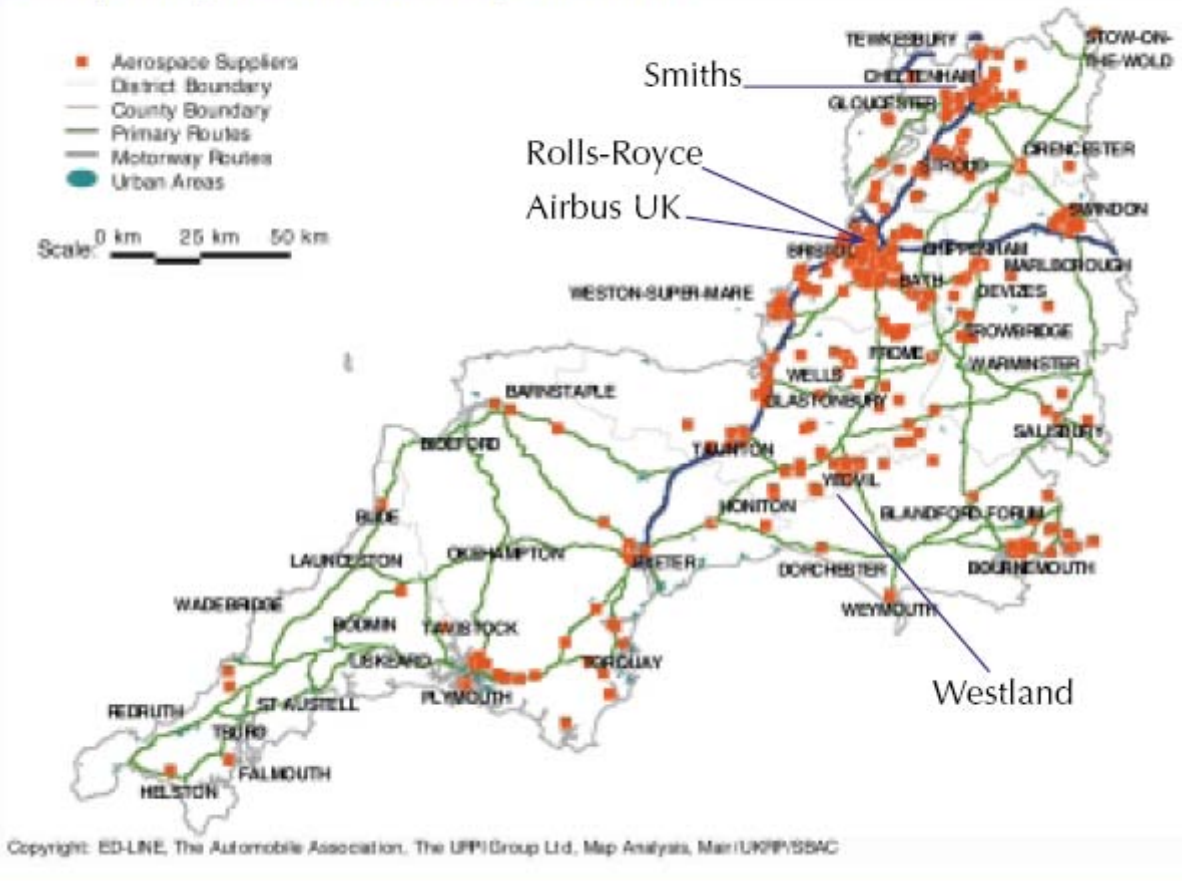 Aerospace Suppliers
District Boundary
County Boundary
Primary Routes
Motorway Routes
Urban Areas
Scale: 0 km 25 km 50 km
Smiths
Rolls-Royce
Airbus UK
Westland
TEWKESBURY
STOW-ON-
THE-WOLD
CHELTENHAM
GLOUCESTER
STROUD
CIRENCESTER
SWINDON
BRISTOL
CHIPPENHAM
MARLBOROUGH
BATH
DEVIZES
WESTON-SUPER-MARE
TROWBRIDGE
FROME
WARMINSTER
WELLS
GLASTONBURY
BARNSTAPLE
BIDEFORD
TAUNTON
SALISBURY
YEOVIL
HONITON
BLANDFORD FORUM
BUDE
LAUNCESTON
OKEHAMPTON
EXETER
DORCHESTER
BOURNEMOUTH
WADEBRIDGE
WEYMOUTH
BODMIN
TAVISTOCK
LISKEARD
TORQUAY
PLYMOUTH
REDRUTH
ST AUSTELL
FALMOUTH
HELSTON
Copyright: ED-LINE, The Automobile Association, The UPPI Group Ltd, Map Analysis,